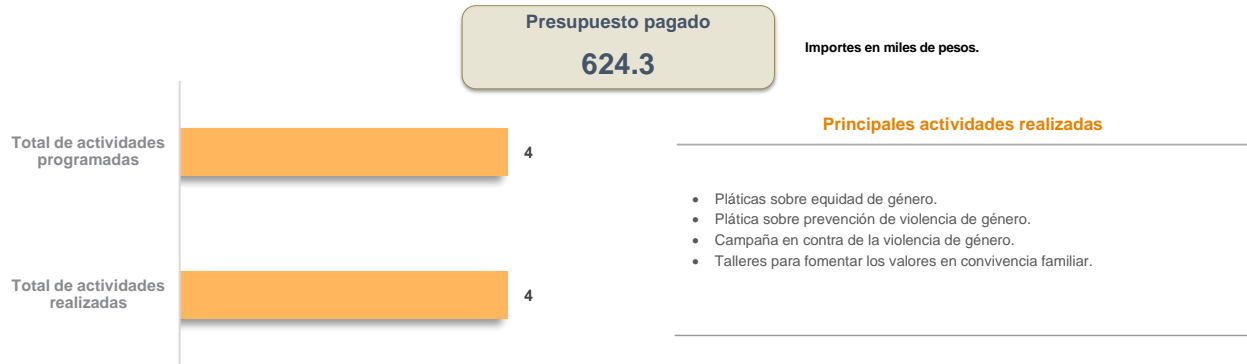 Presupuesto pagado
624.3
Importes en miles de pesos.
Total de actividades
programadas
4
Total de actividades
realizadas
4
Principales actividades realizadas
• Pláticas sobre equidad de género.
• Plática sobre prevención de violencia de género.
• Campaña en contra de la violencia de género.
• Talleres para fomentar los valores en convivencia familiar.